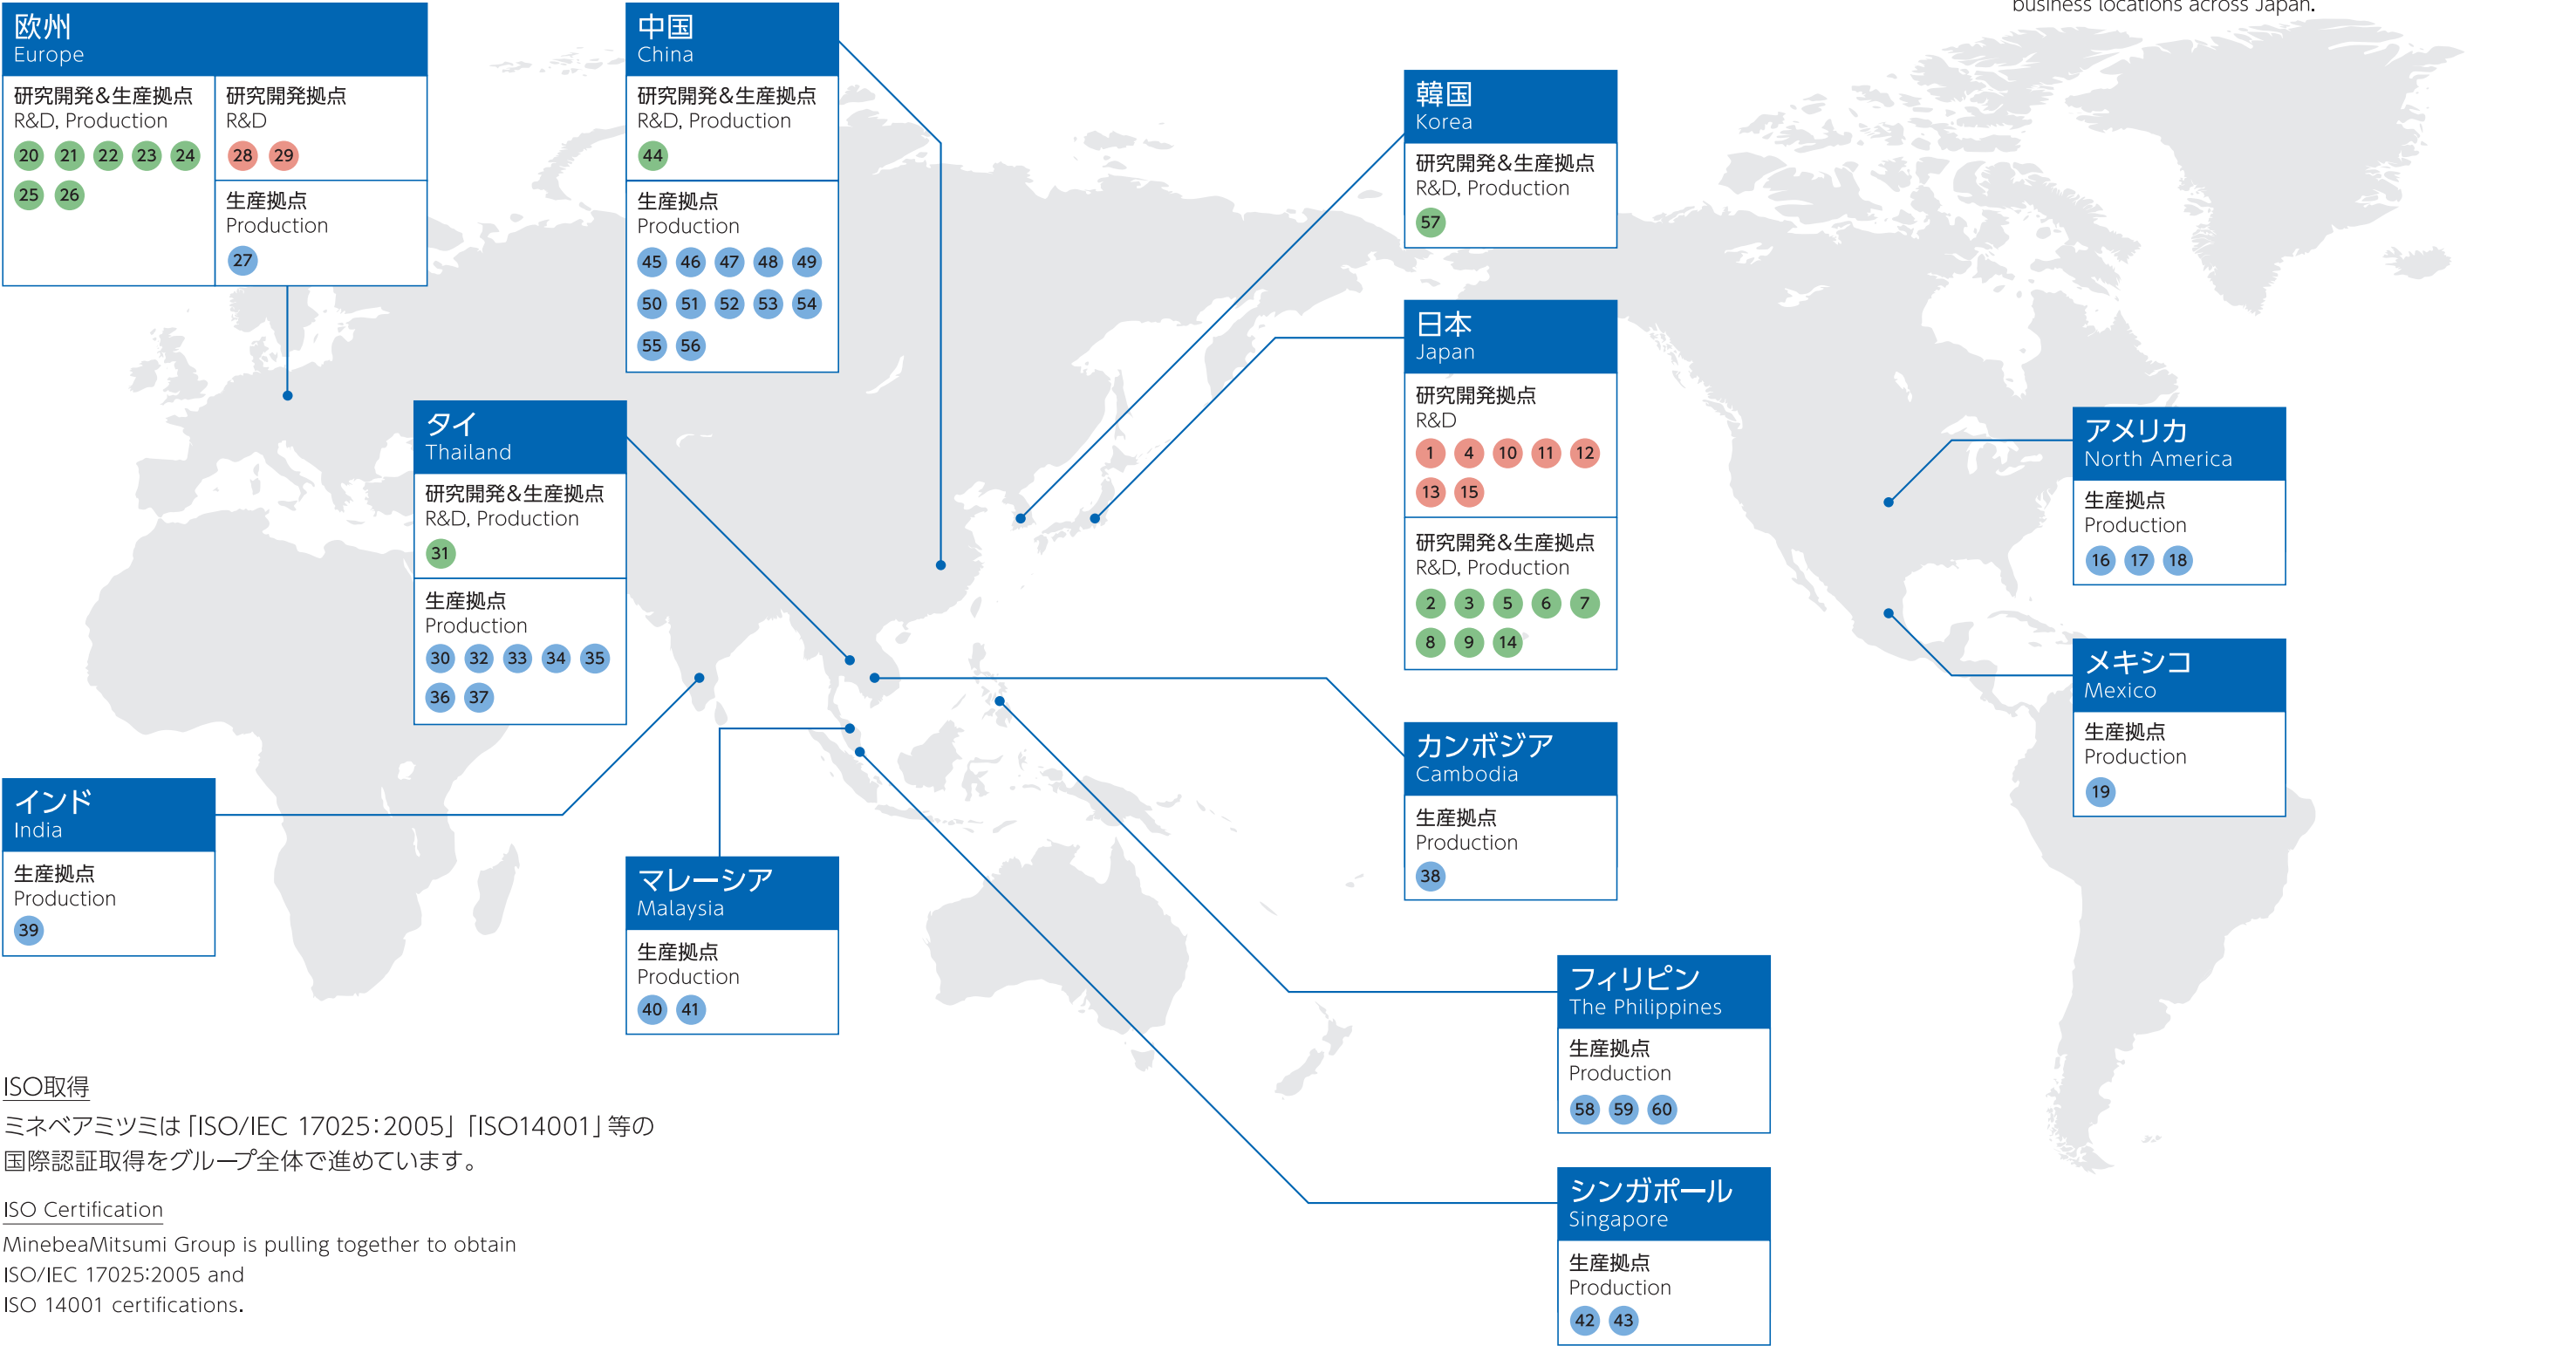 business locations across Japan.
欧州
Europe
研究開発&生産拠点
R&D, Production
20 21 22 23 24
25 26
研究開発拠点
R&D
28 29
生産拠点
Production
27
中国
China
研究開発&生産拠点
R&D, Production
44
生産拠点
Production
45 46 47 48 49
50 51 52 53 54
55 56
韓国
Korea
研究開発&生産拠点
R&D, Production
57
日本
Japan
研究開発拠点
R&D
1 4 10 11 12
13 15
研究開発&生産拠点
R&D, Production
2 3 5 6 7
8 9 14
タイ
Thailand
研究開発&生産拠点
R&D, Production
31
生産拠点
Production
30 32 33 34 35
36 37
アメリカ
North America
生産拠点
Production
16 17 18
メキシコ
Mexico
生産拠点
Production
19
インド
India
生産拠点
Production
39
マレーシア
Malaysia
生産拠点
Production
40 41
カンボジア
Cambodia
生産拠点
Production
38
フィリピン
The Philippines
生産拠点
Production
58 59 60
シンガポール
Singapore
生産拠点
Production
42 43
ISO取得
ミネベアミツミは「ISO/IEC 17025：2005」「ISO14001」等の
国際認証取得をグループ全体で進めています。
ISO Certification
MinebeaMitsumi Group is pulling together to obtain
ISO/IEC 17025:2005 and
ISO 14001 certifications.